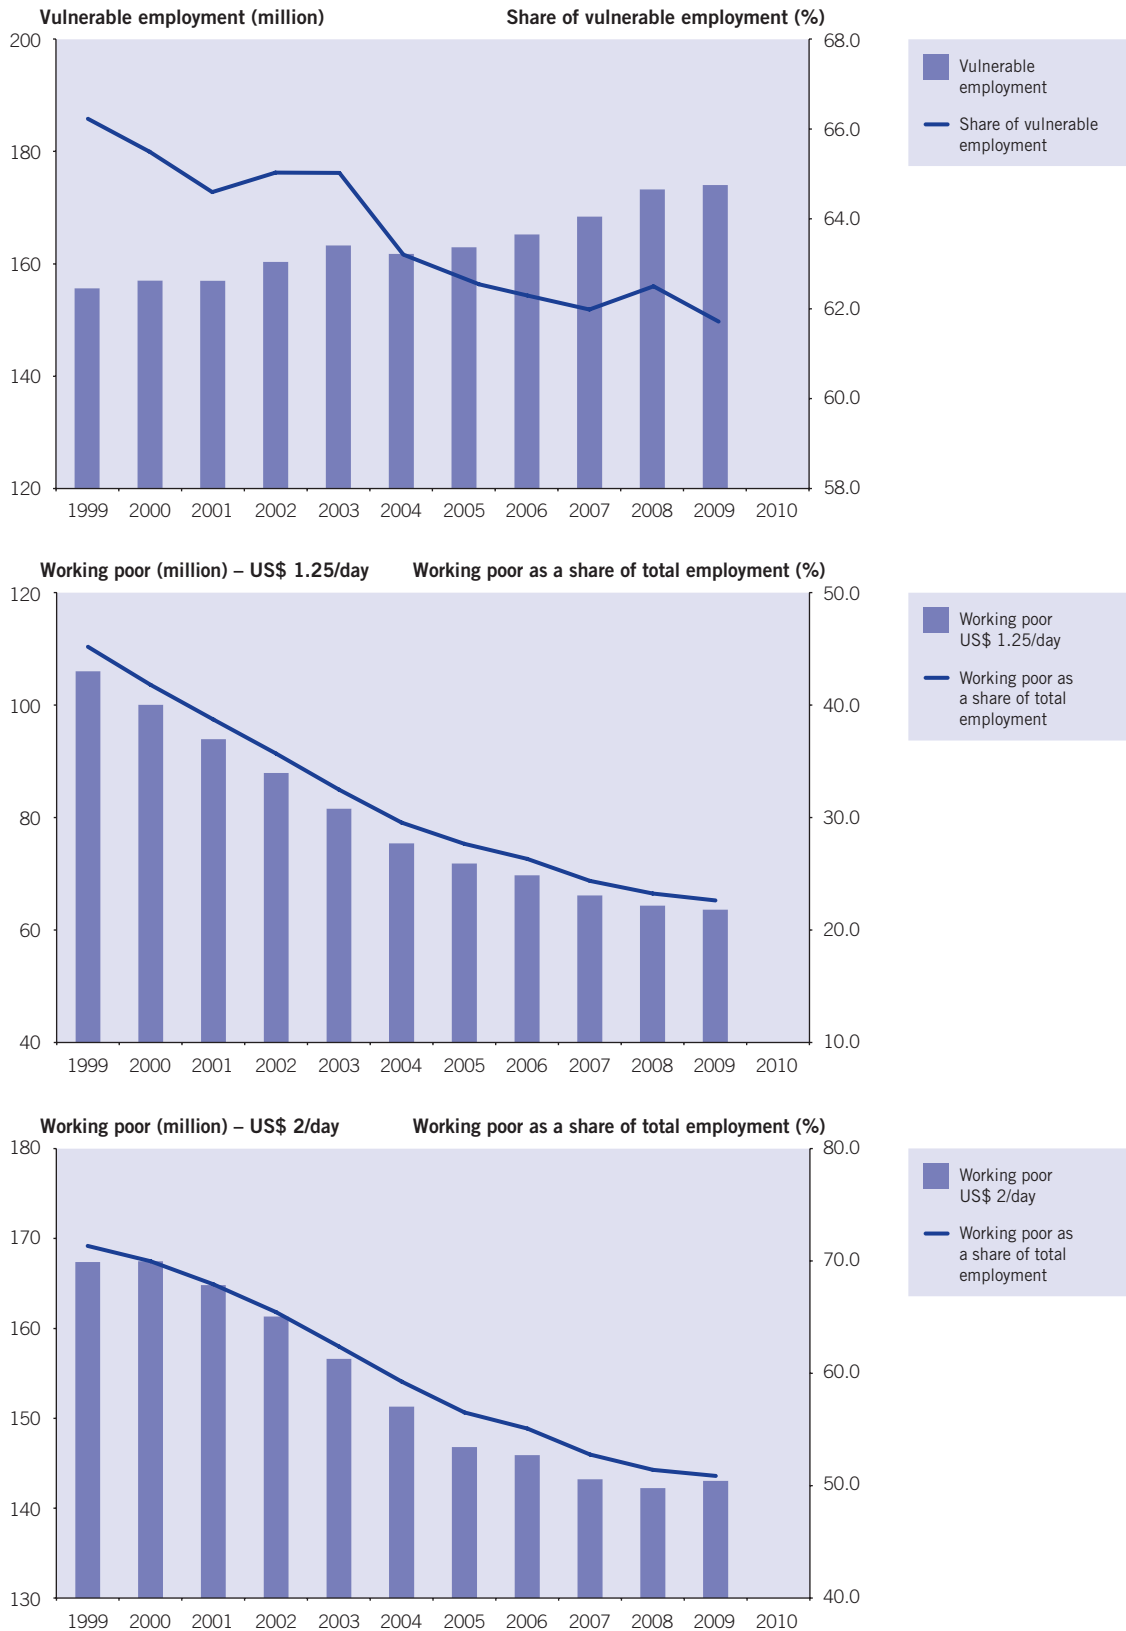 Vulnerable employment (million) Share of vulnerable employment (%)
200 68.0
180 66.0
160 64.0
140 62.0
120 60.0
58.0
1999 2000 2001 2002 2003 2004 2005 2006 2007 2008 2009 2010
Vulnerable
employment
Share of vulnerable
employment
Working poor (million) – US$ 1.25/day Working poor as a share of total employment (%)
120 50.0
100 40.0
80 30.0
60 20.0
40 10.0
1999 2000 2001 2002 2003 2004 2005 2006 2007 2008 2009 2010
Working poor
US$ 1.25/day
Working poor as
a share of total
employment
Working poor (million) – US$ 2/day Working poor as a share of total employment (%)
180 80.0
170 70.0
160 60.0
150 50.0
140 40.0
130
1999 2000 2001 2002 2003 2004 2005 2006 2007 2008 2009 2010
Working poor
US$ 2/day
Working poor as
a share of total
employment